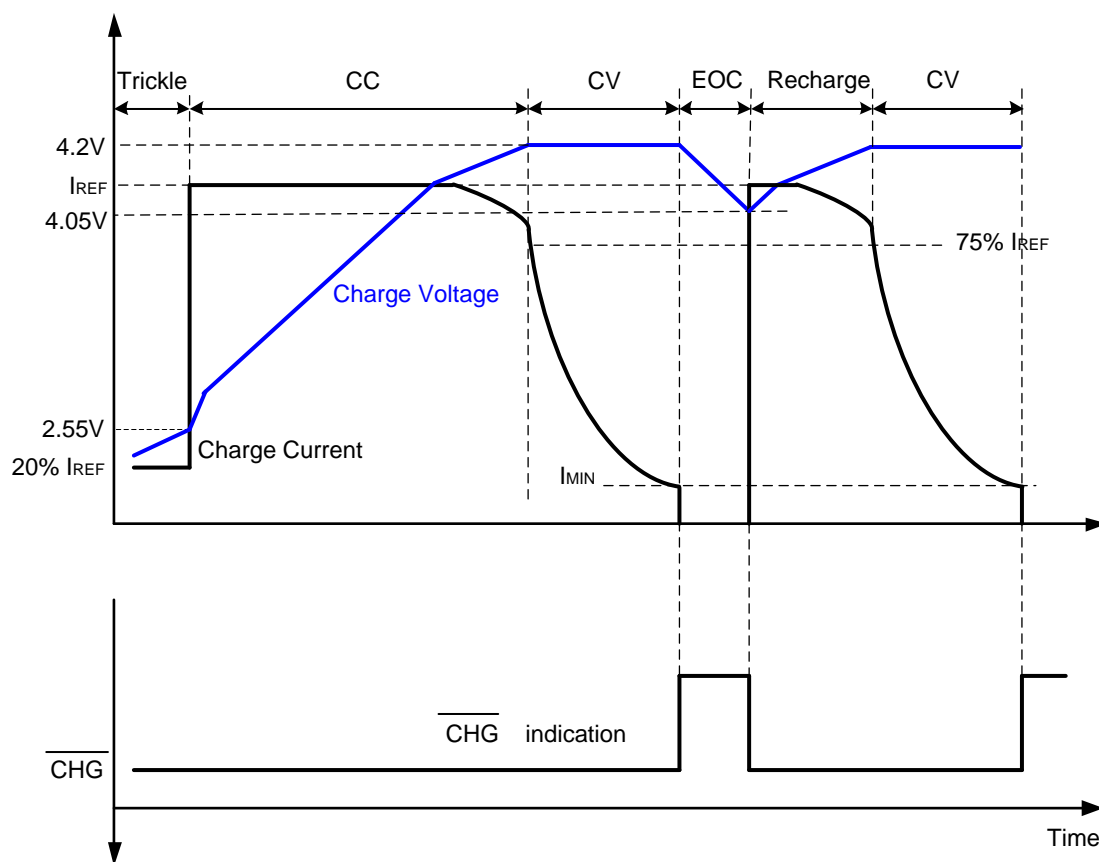 Trickle
CC
CV
EOC
Recharge
CV
4.2V
IREF
4.05V
75% IREF
Charge Voltage
2.55V
Charge Current
20% IREF
IMIN
CHG indication
CHG
Time